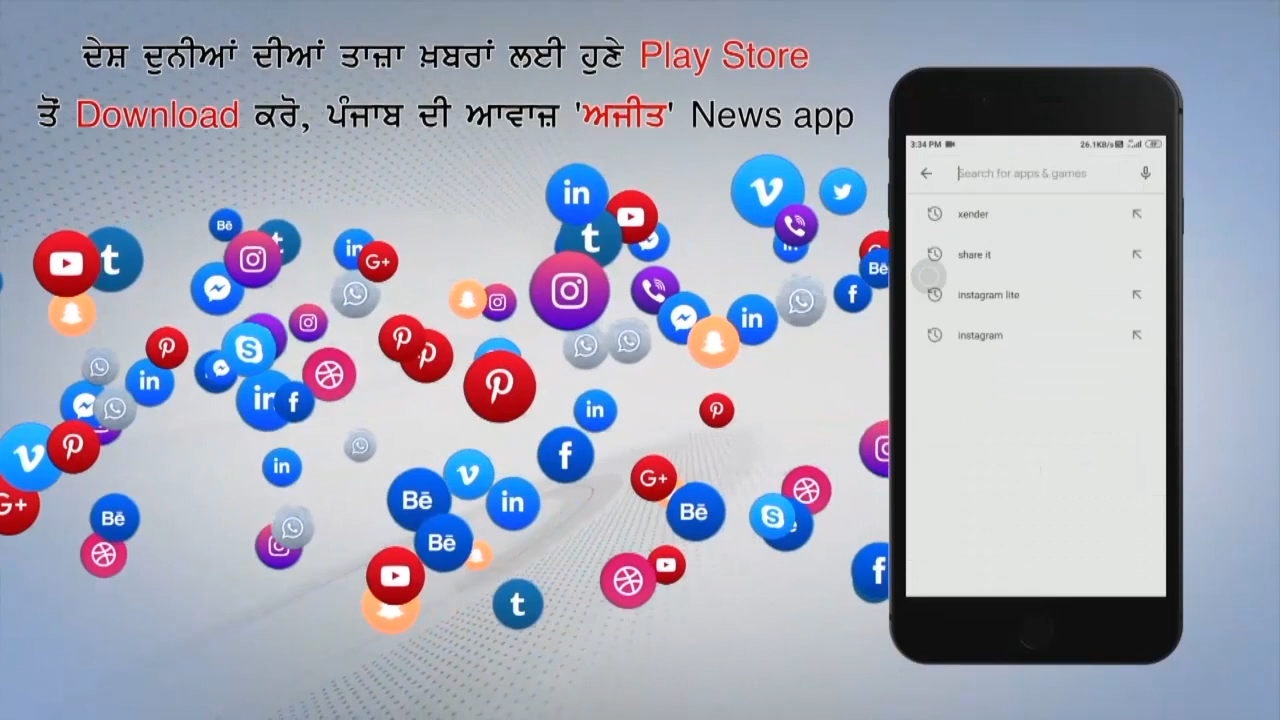 ਦੇਸ਼ ਦੁਨੀਆਂ ਦੀਆਂ ਤਾਜ਼ਾ ਖ਼ਬਰਾਂ ਲਈ ਹੁਣੇ Play Store
ਤੋਂ Download ਕਰੋ, ਪੰਜਾਬ ਦੀ ਆਵਾਜ਼ 'ਅਜੀਤ' News app
3:34 PM 26.1KB/s
Search for apps & games
xender
share it
instagram lite
instagram